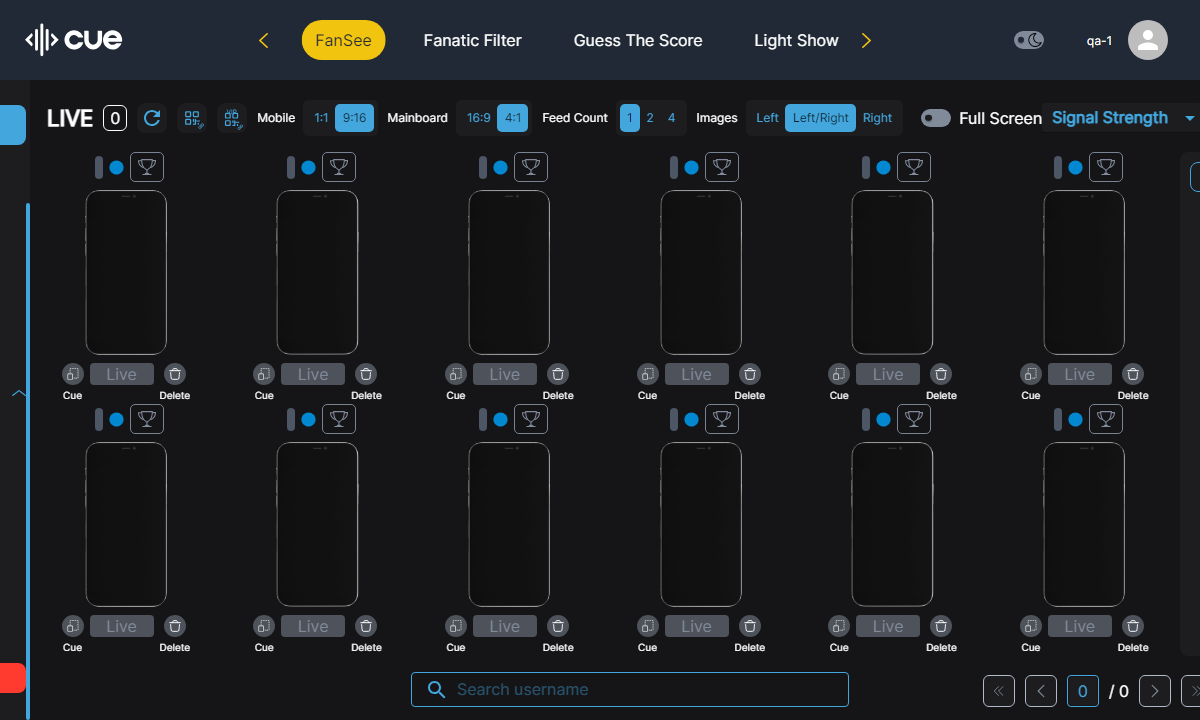 cue
FanSee
Fanatic Filter
Guess The Score
Light Show
qa-1
LIVE 0
Mobile 1:1 9:16
Mainboard 16:9 4:1
Feed Count 1 2 4
Images Left Left/Right Right
Full Screen
Signal Strength
Live Live Live Live Live Live
Cue Delete Cue Delete Cue Delete Cue Delete Cue Delete Cue Delete
Live Live Live Live Live Live
Cue Delete Cue Delete Cue Delete Cue Delete Cue Delete Cue Delete
Search username
0 / 0